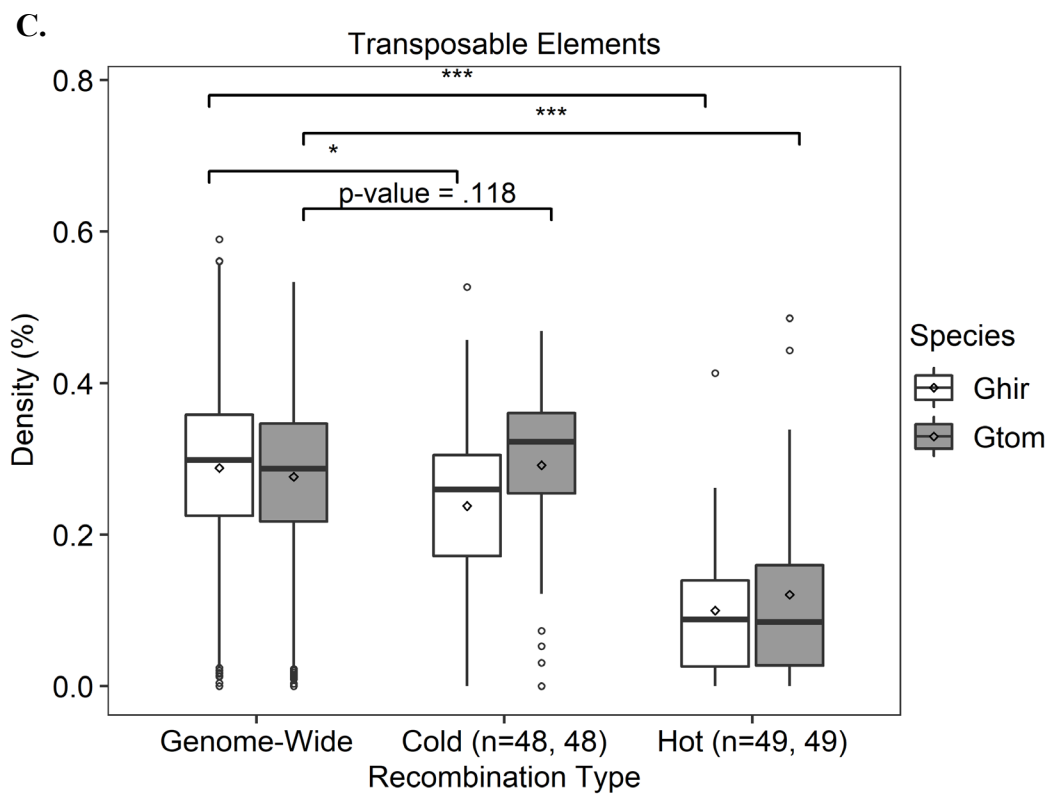 C.
Transposable Elements
***
***
*
p-value = .118
0.8
0.6
0.4
0.2
0.0
Density (%)
Genome-Wide
Cold (n=48, 48)
Hot (n=49, 49)
Recombination Type
Species
Ghir
Gtom